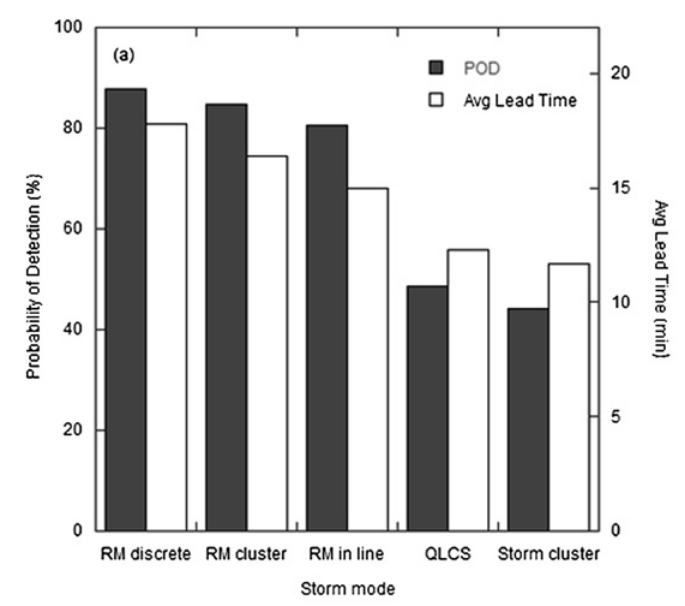 (a)
POD
Avg Lead Time
Probability of Detection (%)
100
80
60
40
20
0
Avg Lead Time (min)
20
15
10
5
0
RM discrete RM cluster RM in line QLCS Storm cluster
Storm mode